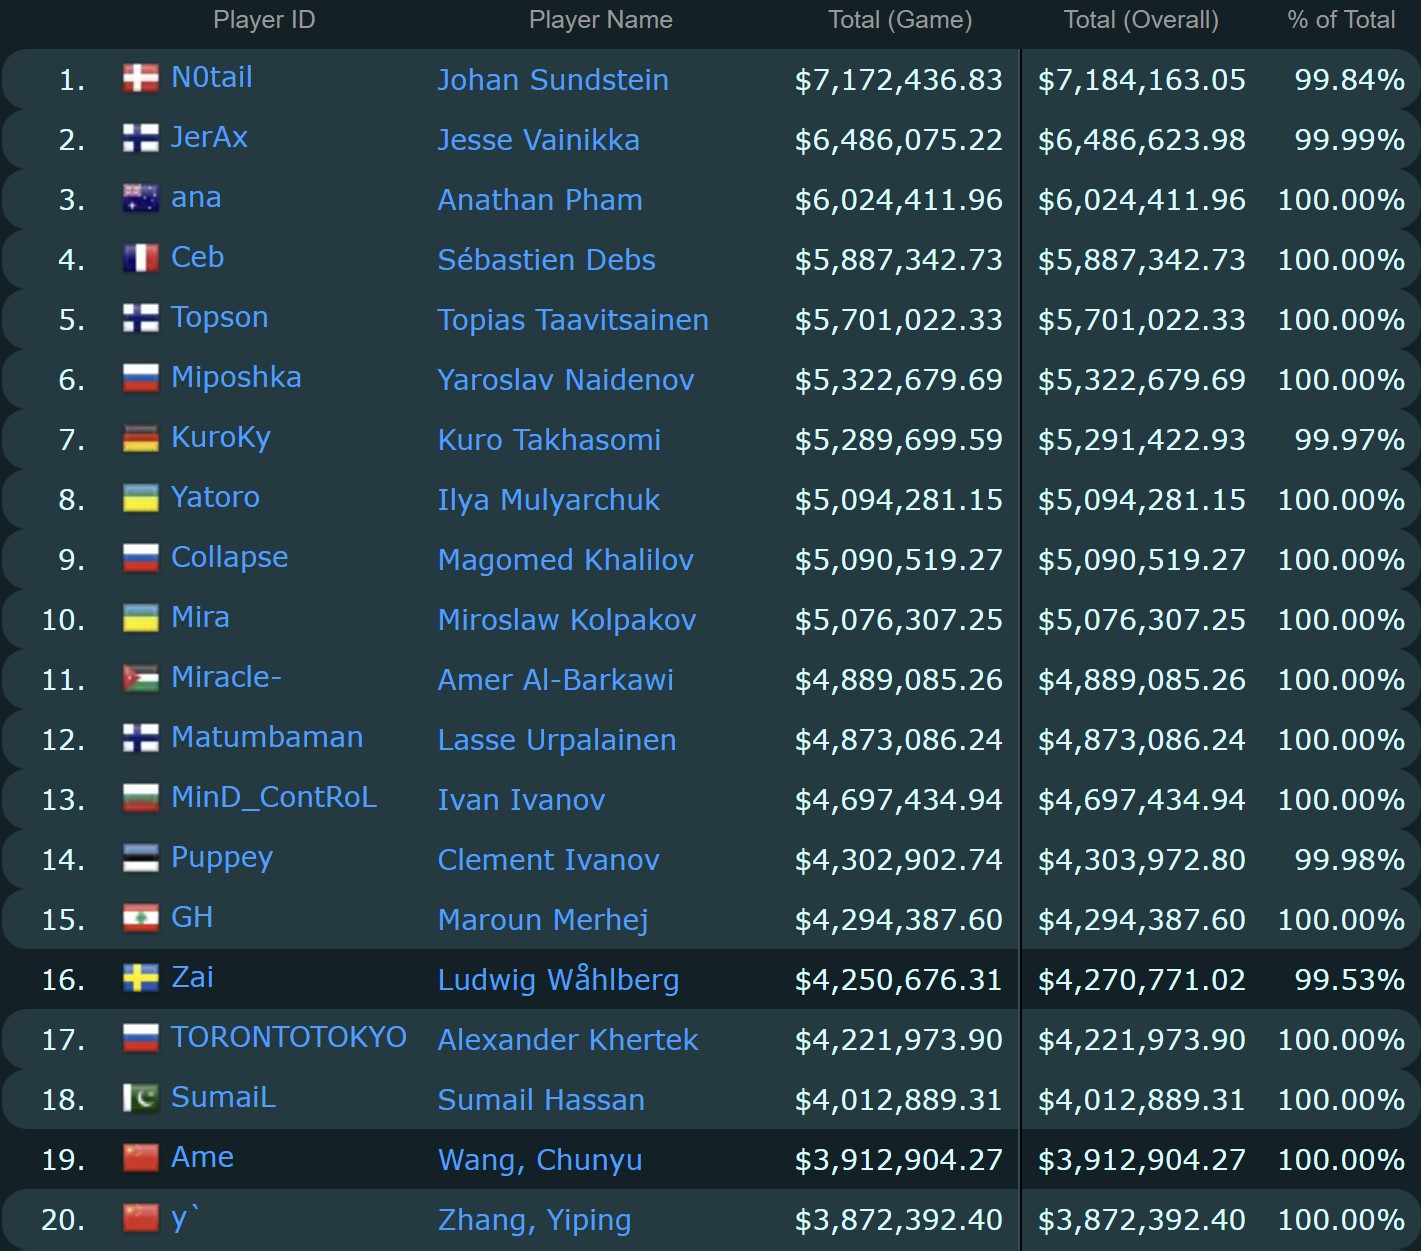 Player ID Player Name Total (Game) Total (Overall) % of Total
1. N0tail Johan Sundstein $7,172,436.83 $7,184,163.05 99.84%
2. JerAx Jesse Vainikka $6,486,075.22 $6,486,623.98 99.99%
3. ana Anathan Pham $6,024,411.96 $6,024,411.96 100.00%
4. Ceb Sébastien Debs $5,887,342.73 $5,887,342.73 100.00%
5. Topson Topias Taavitsainen $5,701,022.33 $5,701,022.33 100.00%
6. Miposhka Yaroslav Naidenov $5,322,679.69 $5,322,679.69 100.00%
7. KuroKy Kuro Takhasomi $5,289,699.59 $5,291,422.93 99.97%
8. Yatoro Ilya Mulyarchuk $5,094,281.15 $5,094,281.15 100.00%
9. Collapse Magomed Khalilov $5,090,519.27 $5,090,519.27 100.00%
10. Mira Miroslaw Kolpakov $5,076,307.25 $5,076,307.25 100.00%
11. Miracle- Amer Al-Barkawi $4,889,085.26 $4,889,085.26 100.00%
12. Matumbaman Lasse Urpalainen $4,873,086.24 $4,873,086.24 100.00%
13. MinD_ContRoL Ivan Ivanov $4,697,434.94 $4,697,434.94 100.00%
14. Puppey Clement Ivanov $4,302,902.74 $4,303,972.80 99.98%
15. GH Maroun Merhej $4,294,387.60 $4,294,387.60 100.00%
16. Zai Ludwig Wåhlberg $4,250,676.31 $4,270,771.02 99.53%
17. TORONTOTOKYO Alexander Khertek $4,221,973.90 $4,221,973.90 100.00%
18. SumaiL Sumail Hassan $4,012,889.31 $4,012,889.31 100.00%
19. Ame Wang, Chunyu $3,912,904.27 $3,912,904.27 100.00%
20. y` Zhang, Yiping $3,872,392.40 $3,872,392.40 100.00%